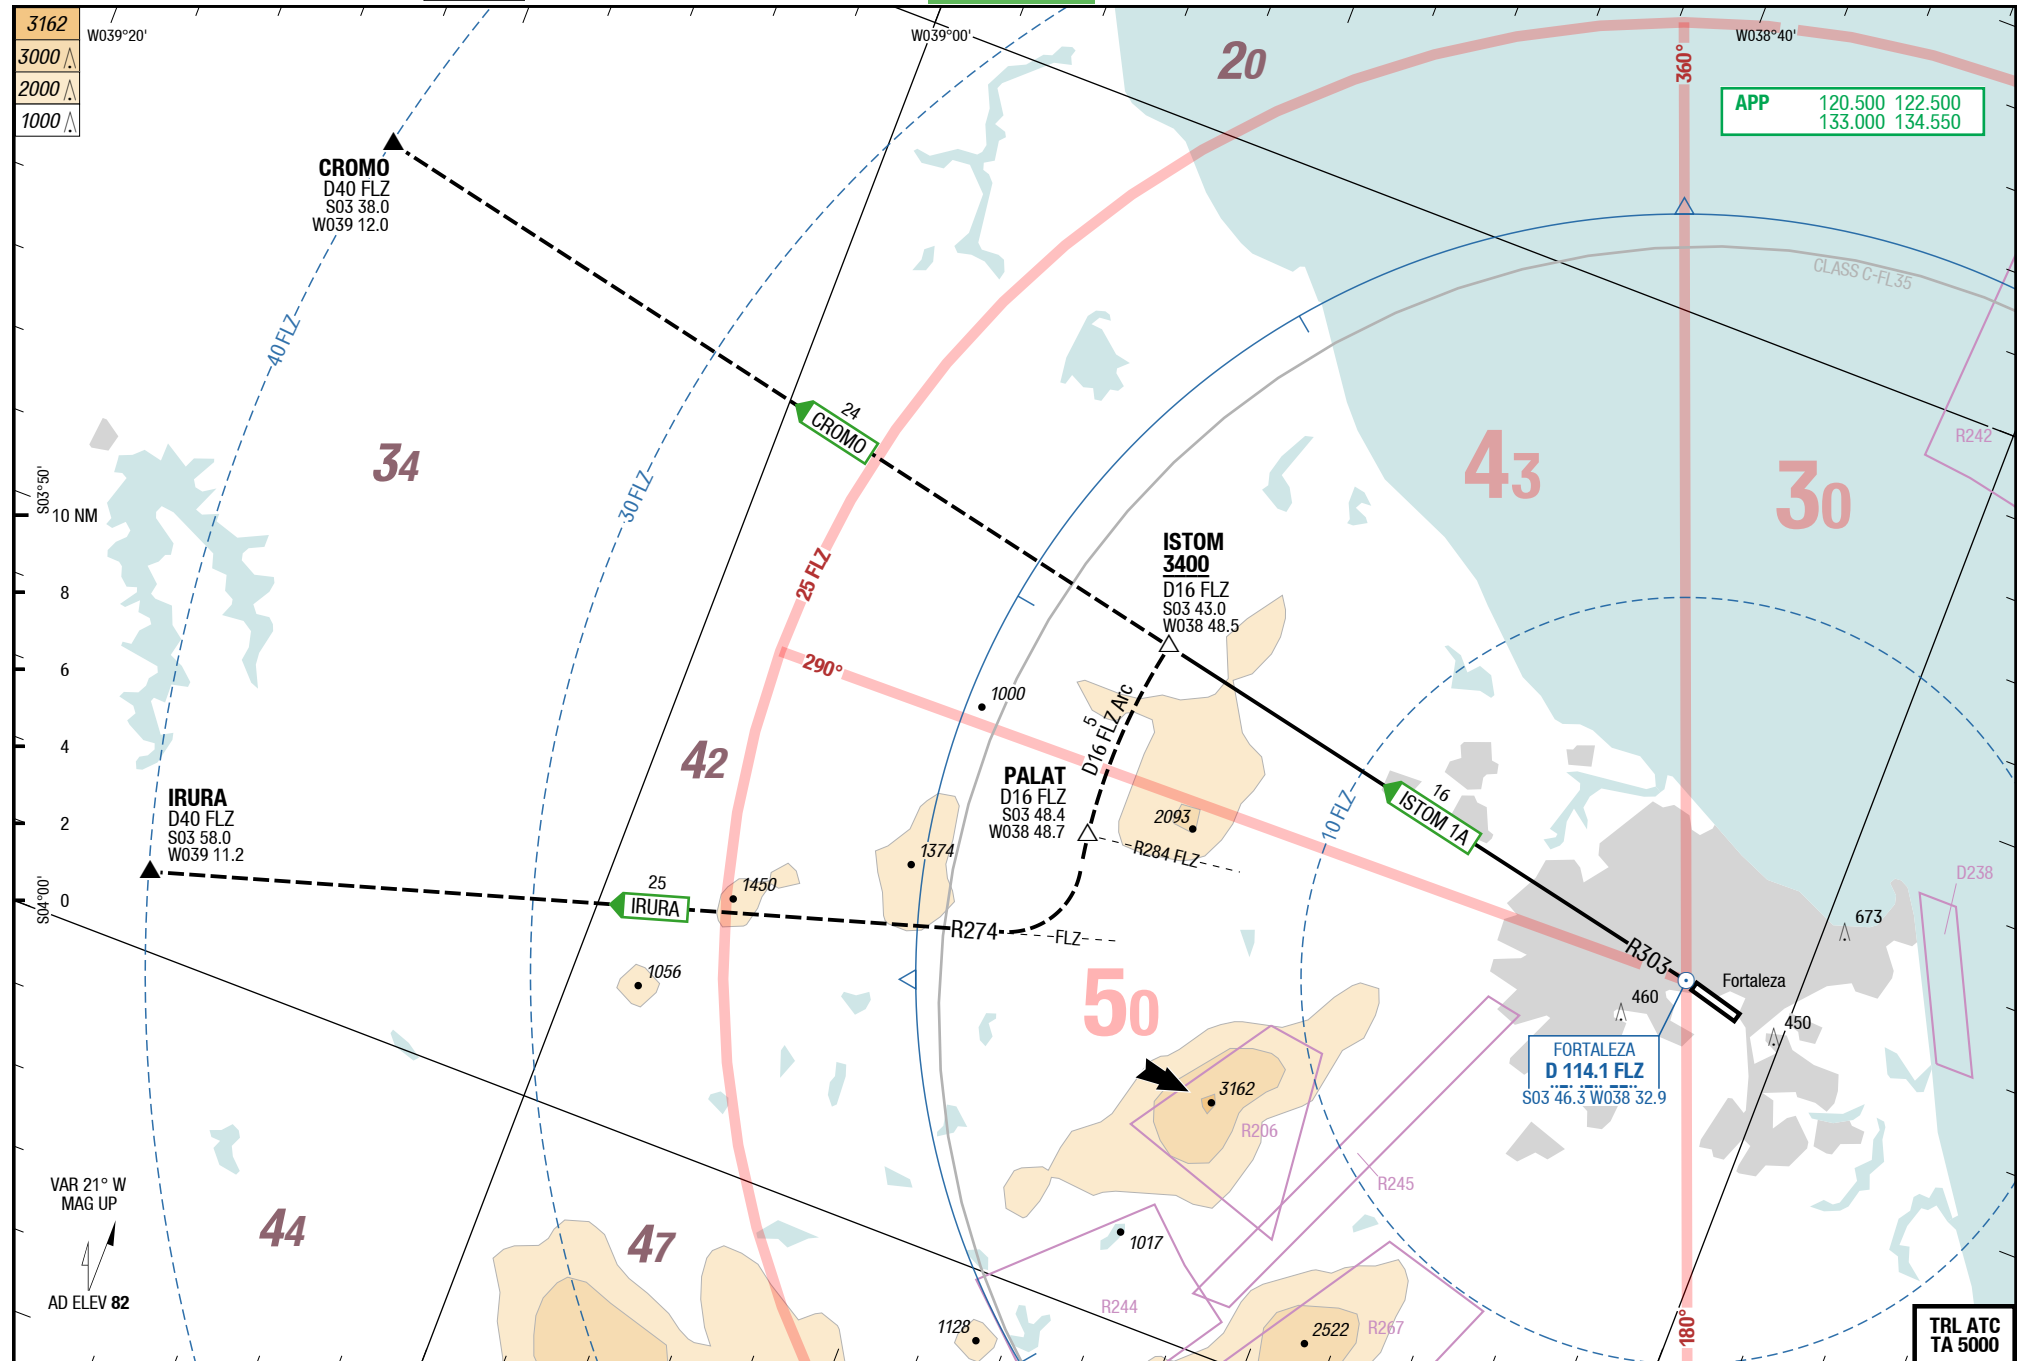 3162
3000
2000
1000
W039°20'
W039°00'
W038°40'
20
360°
APP 120.500 122.500
133.000 134.550
CROMO
D40 FLZ
S03 38.0
W039 12.0
CLASS C-FL35
40 FLZ
34
24
CROMO
30 FLZ
S03°50'
10 NM
8
6
4
2
0
S04°00'
43
30
R242
25 FLZ
ISTOM
3400
D16 FLZ
S03 43.0
W038 48.5
290°
1000
5
D16 FLZ Arc
42
PALAT
D16 FLZ
S03 48.4
W038 48.7
2093
R284 FLZ
10 FLZ
16
ISTOM 1A
IRURA
D40 FLZ
S03 58.0
W039 11.2
25
IRURA
1450
1374
R274
FLZ
R303
D238
673
1056
50
Fortaleza
460
450
FORTALEZA
D 114.1 FLZ
S03 46.3 W038 32.9
3162
R206
R245
VAR 21° W
MAG UP
AD ELEV 82
44
47
1017
R244
1128
2522
R267
180°
TRL ATC
TA 5000